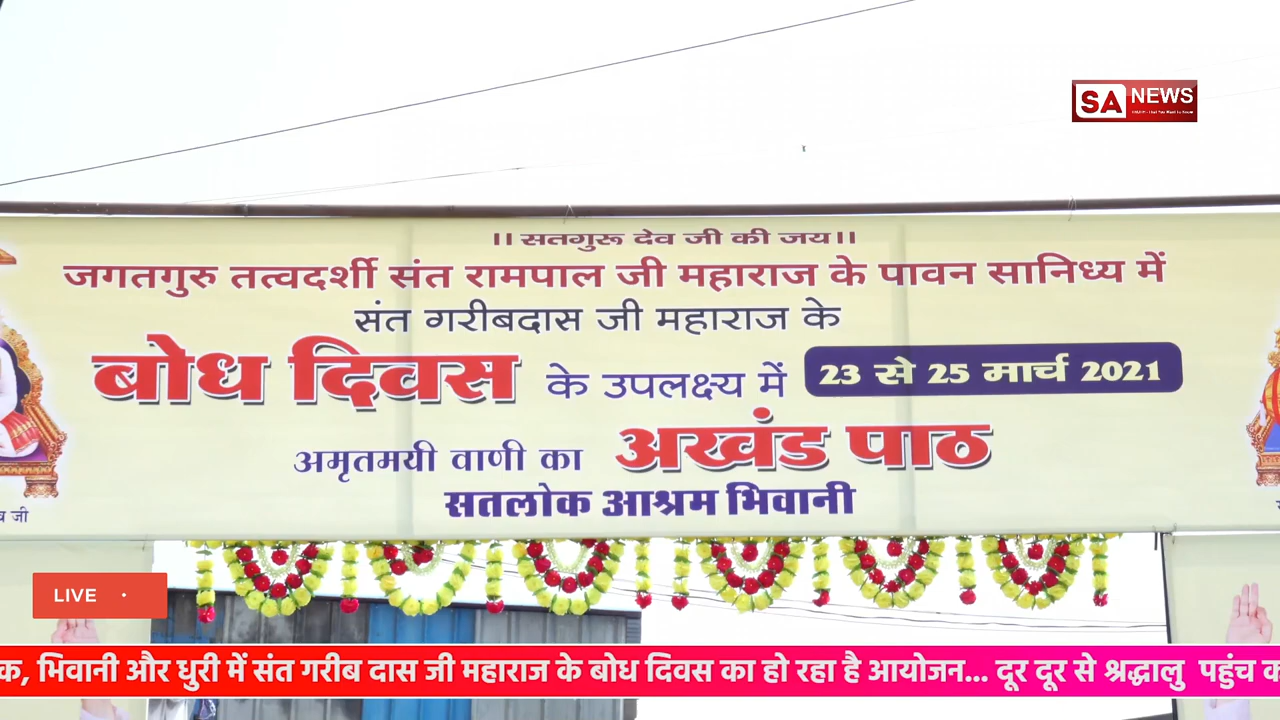 SA NEWS
।। सतगुरू देव जी की जय।।
जगतगुरु तत्वदर्शी संत रामपाल जी महाराज के पावन सानिध्य में
संत गरीबदास जी महाराज के
बोध दिवस के उपलक्ष्य में 23 से 25 मार्च 2021
अमृतमयी वाणी का अखंड पाठ
सतलोक आश्रम भिवानी
जी
LIVE
भिवानी और धुरी में संत गरीब दास जी महाराज के बोध दिवस का हो रहा है आयोजन... दूर दूर से श्रद्धालु पहुंच